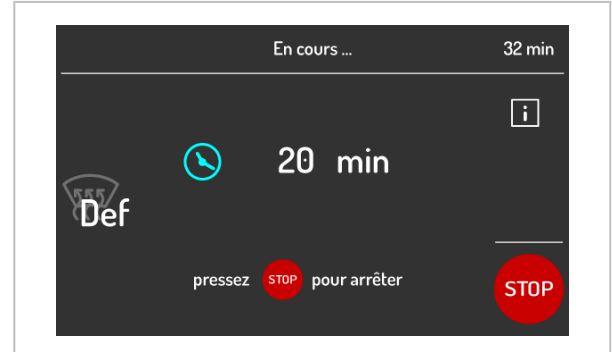 En cours ... 32 min
i
20 min
Def
pressez STOP pour arrêter
STOP